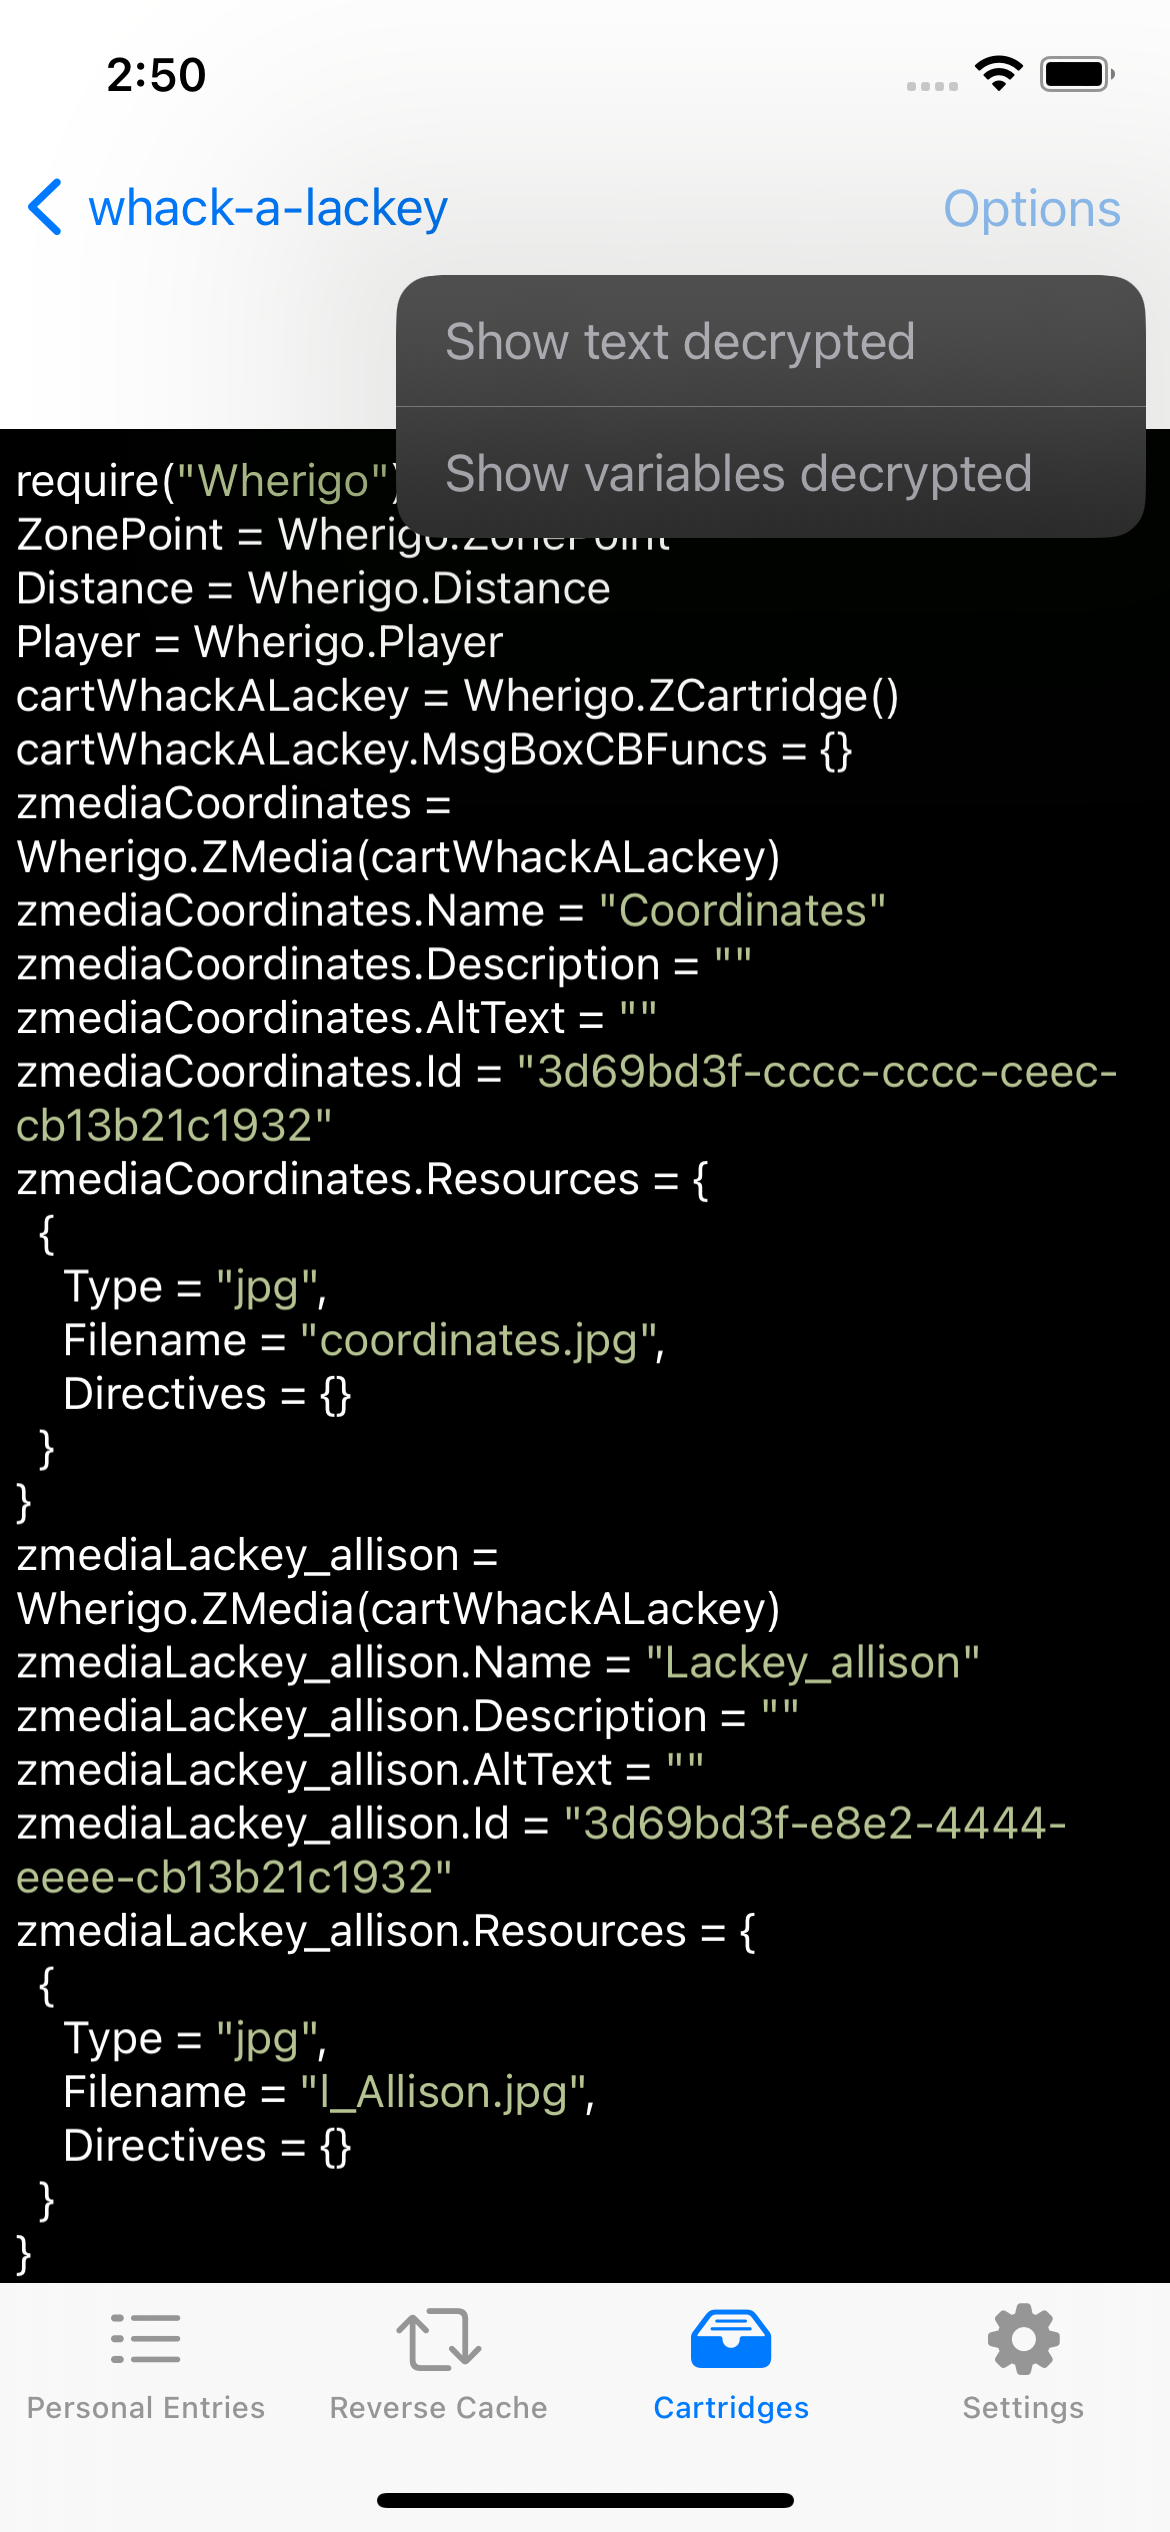 2:50
whack-a-lackey
Options
Show text decrypted
Show variables decrypted
require("Wherigo")
ZonePoint = Wherigo.ZonePoint
Distance = Wherigo.Distance
Player = Wherigo.Player
cartWhackALackey = Wherigo.ZCartridge()
cartWhackALackey.MsgBoxCBFuncs = {}
zmediaCoordinates =
Wherigo.ZMedia(cartWhackALackey)
zmediaCoordinates.Name = "Coordinates"
zmediaCoordinates.Description = ""
zmediaCoordinates.AltText = ""
zmediaCoordinates.Id = "3d69bd3f-cccc-cccc-ceec-
cb13b21c1932"
zmediaCoordinates.Resources = {
{
Type = "jpg",
Filename = "coordinates.jpg",
Directives = {}
}
}
zmediaLackey_allison =
Wherigo.ZMedia(cartWhackALackey)
zmediaLackey_allison.Name = "Lackey_allison"
zmediaLackey_allison.Description = ""
zmediaLackey_allison.AltText = ""
zmediaLackey_allison.Id = "3d69bd3f-e8e2-4444-
eeee-cb13b21c1932"
zmediaLackey_allison.Resources = {
{
Type = "jpg",
Filename = "l_Allison.jpg",
Directives = {}
}
}
Personal Entries
Reverse Cache
Cartridges
Settings